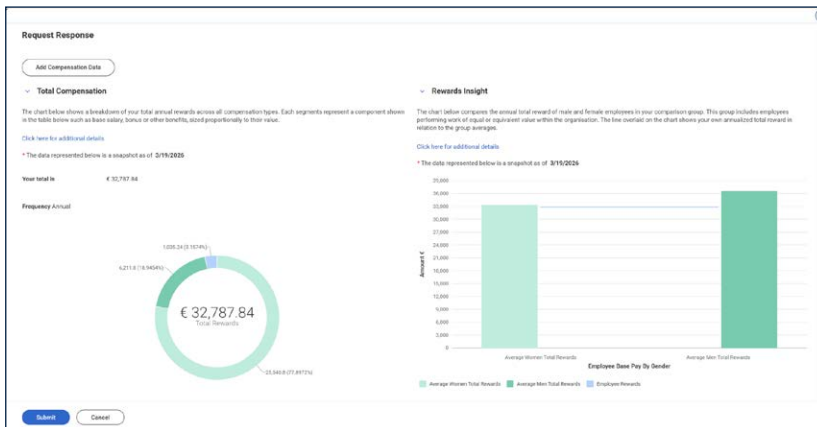 Request Response
Add Compensation Data
Total Compensation
The chart below shows a breakdown of your total annual rewards across all compensation types. Each segments represent a component shown
in the table below such as base salary, bonus or other benefits, sized proportionally to their value.
Click here for additional details
* The data represented below is a snapshot as of 3/19/2026
Your total is € 32,787.84
Frequency Annual
€ 32,787.84
Total Rewards
Rewards Insight
The chart below compares the annual total reward of male and female employees in your comparison group. This group includes employees
performing work of equal or equivalent value within the organisation. The line overlaid on the chart shows your own annualized total reward in
relation to the group averages.
Click here for additional details
* The data represented below is a snapshot as of 3/19/2026
Amount €
30,000
27,000
24,000
21,000
18,000
15,000
9,000
6,000
3,000
0
Average Women Total Rewards
Average Men Total Rewards
Employee Base Pay By Gender
Average Women Total Rewards
Average Men Total Rewards
Employee Rewards
Submit
Cancel